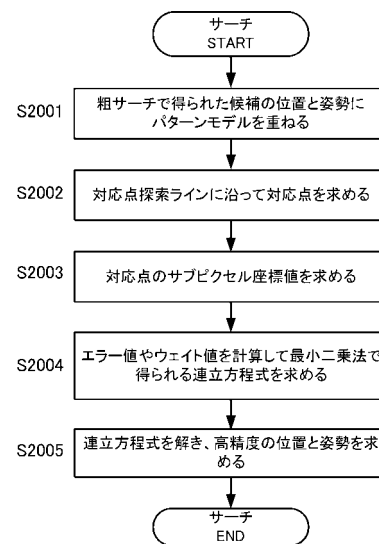 サーチ
START
S2001
粗サーチで得られた候補の位置と姿勢に
パターンモデルを重ねる
S2002
対応点探索ラインに沿って対応点を求める
S2003
対応点のサブピクセル座標値を求める
S2004
エラー値やウェイト値を計算して最小二乗法で
得られる連立方程式を求める
S2005
連立方程式を解き、高精度の位置と姿勢を求
める
サーチ
END